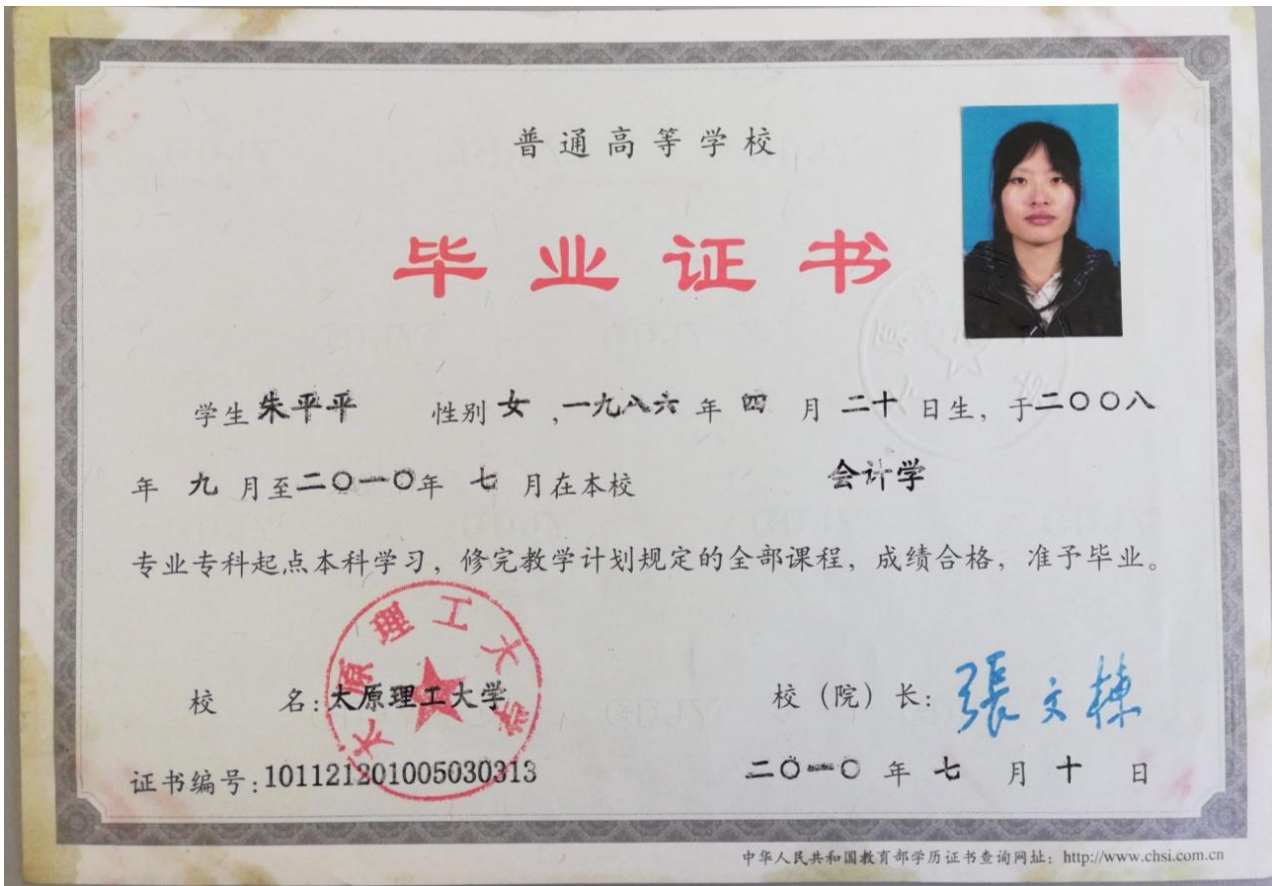 普通高等学校
毕业证书
学生 朱平平 性别 女 ,一九八六 年 四 月 二十 日生，于二〇〇八
年 九 月至二〇一〇年 七 月在本校 会计学
专业专科起点本科学习，修完教学计划规定的全部课程，成绩合格，准予毕业。
太原理工大学
校 名:太原理工大学 校（院）长: 張文棟
证书编号:101121201005030313 二〇一〇 年 七 月 十 日
中华人民共和国教育部学历证书查询网址：http://www.chsi.com.cn